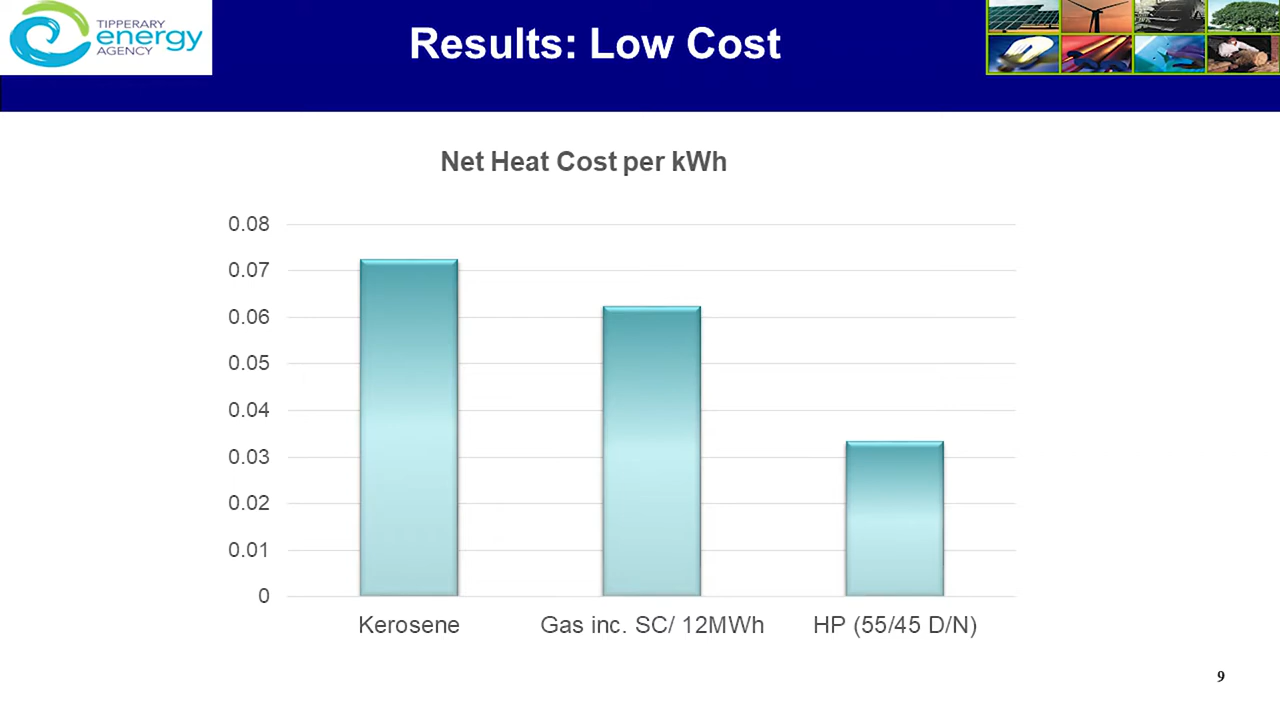 TIPPERARY
energy
AGENCY
Results: Low Cost
Net Heat Cost per kWh
0.08
0.07
0.06
0.05
0.04
0.03
0.02
0.01
0
Kerosene
Gas inc. SC/ 12MWh
HP (55/45 D/N)
9